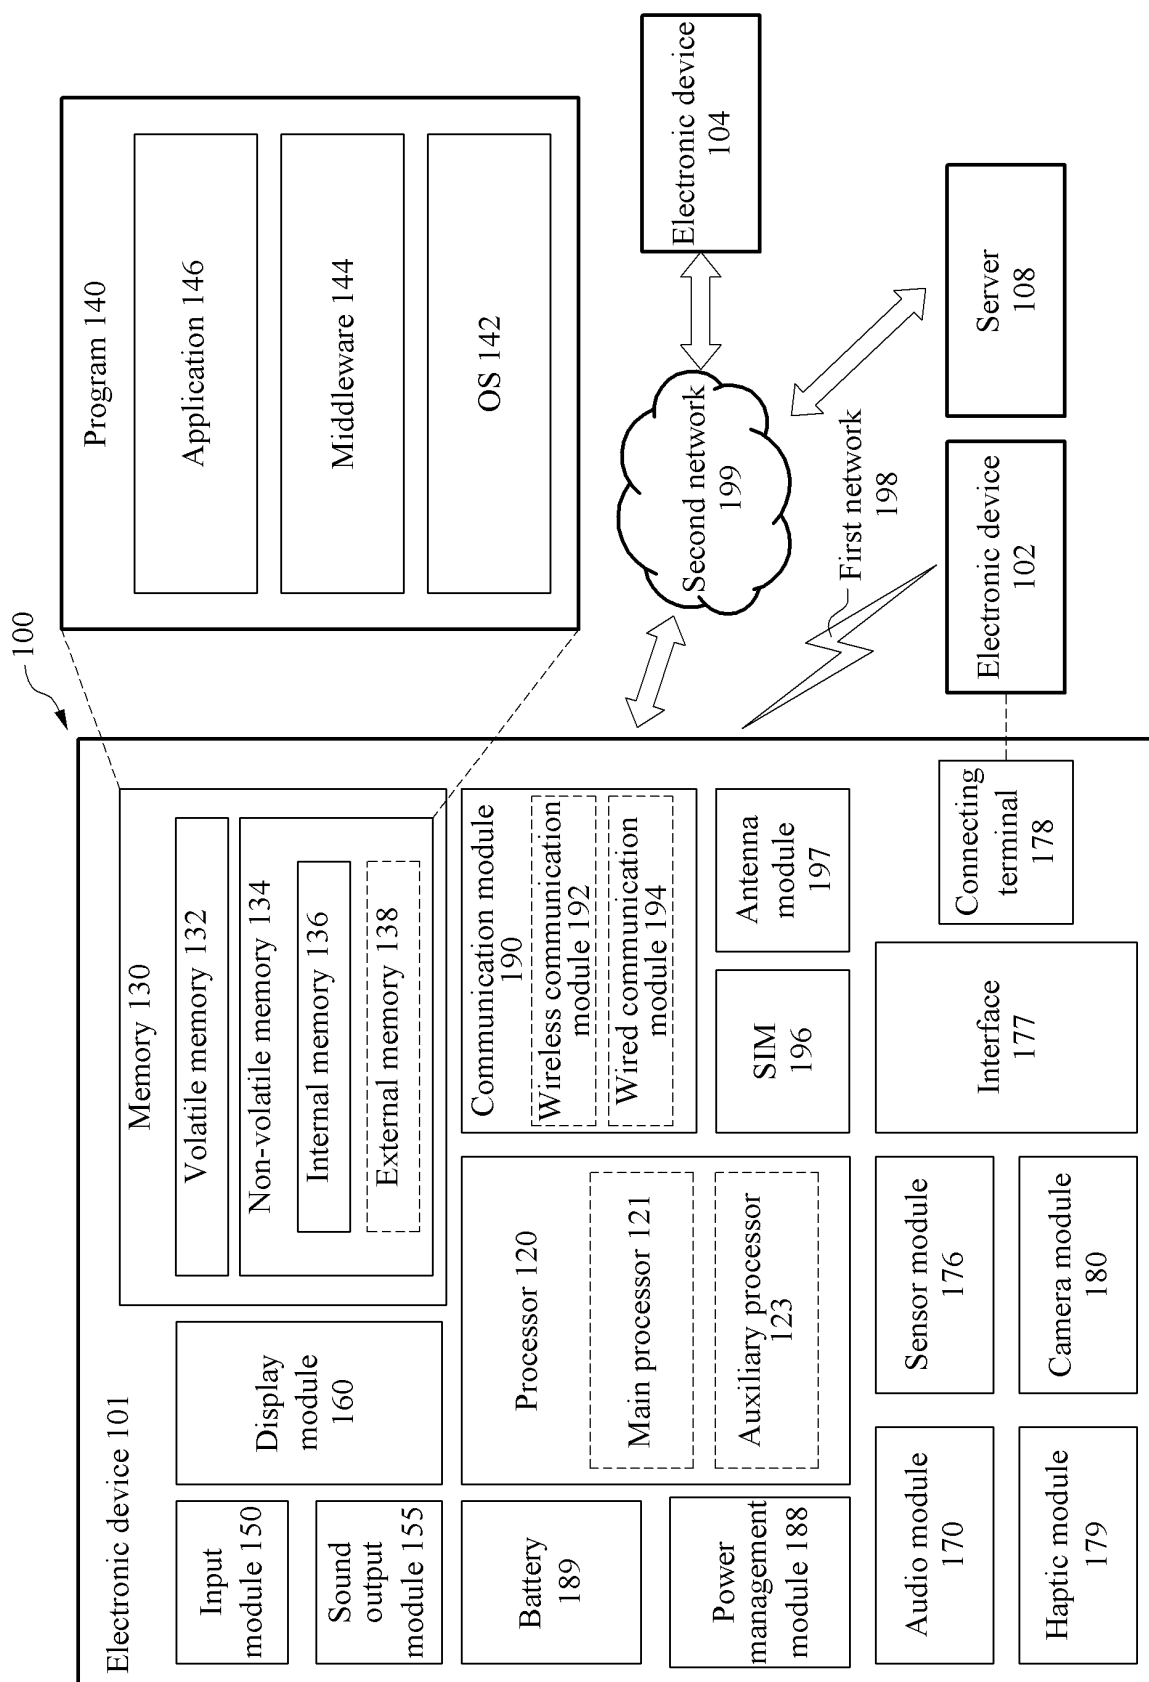 100
Electronic device 101
Input
module 150
Sound
output
module 155
Display
module
160
Memory 130
Volatile memory 132
Non-volatile memory 134
Internal memory 136
External memory 138
Program 140
Application 146
Middleware 144
OS 142
Battery
189
Power
management
module 188
Processor 120
Main processor 121
Auxiliary processor
123
Communication module
190
Wireless communication
module 192
Wired communication
module 194
SIM
196
Antenna
module
197
Audio module
170
Haptic module
179
Sensor module
176
Camera module
180
Interface
177
Connecting
terminal
178
Second network
199
First network
198
Electronic device
104
Electronic device
102
Server
108